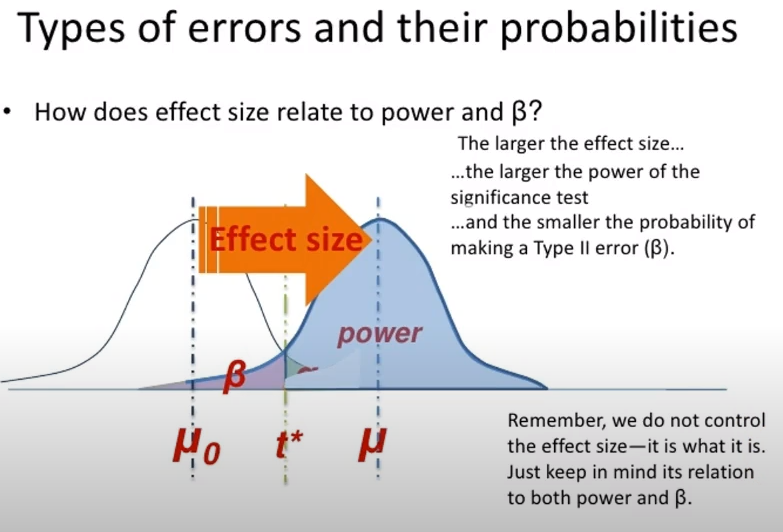 Types of errors and their probabilities
• How does effect size relate to power and β?
The larger the effect size...
...the larger the power of the
significance test
...and the smaller the probability of
making a Type II error (β).
Effect size
power
β
μ0
t*
μ
Remember, we do not control
the effect size—it is what it is.
Just keep in mind its relation
to both power and β.